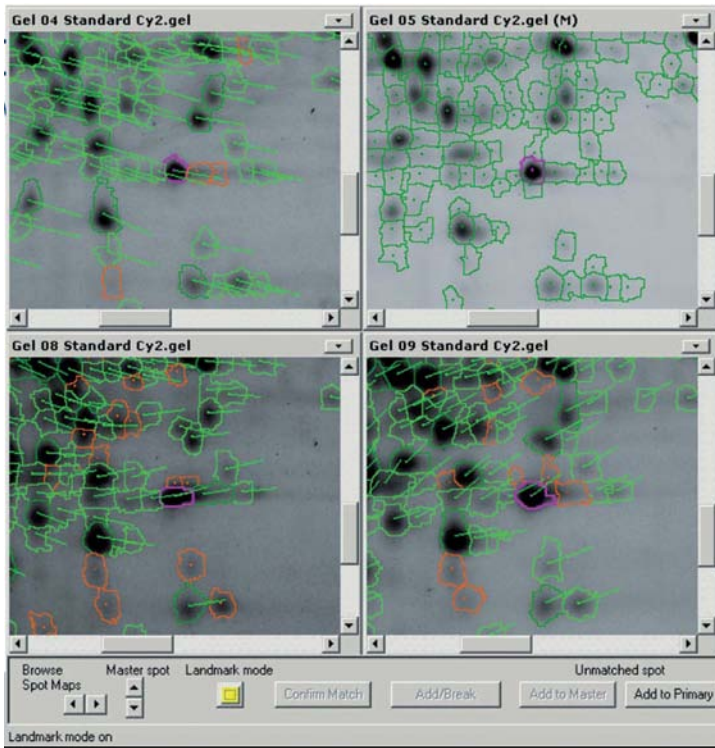 Gel 04 Standard Cy2.gel
Gel 05 Standard Cy2.gel (M)
Gel 08 Standard Cy2.gel
Gel 09 Standard Cy2.gel
Browse Master spot Landmark mode Unmatched spot
Spot Maps
Confirm Match Add/Break Add to Master Add to Primary
Landmark mode on